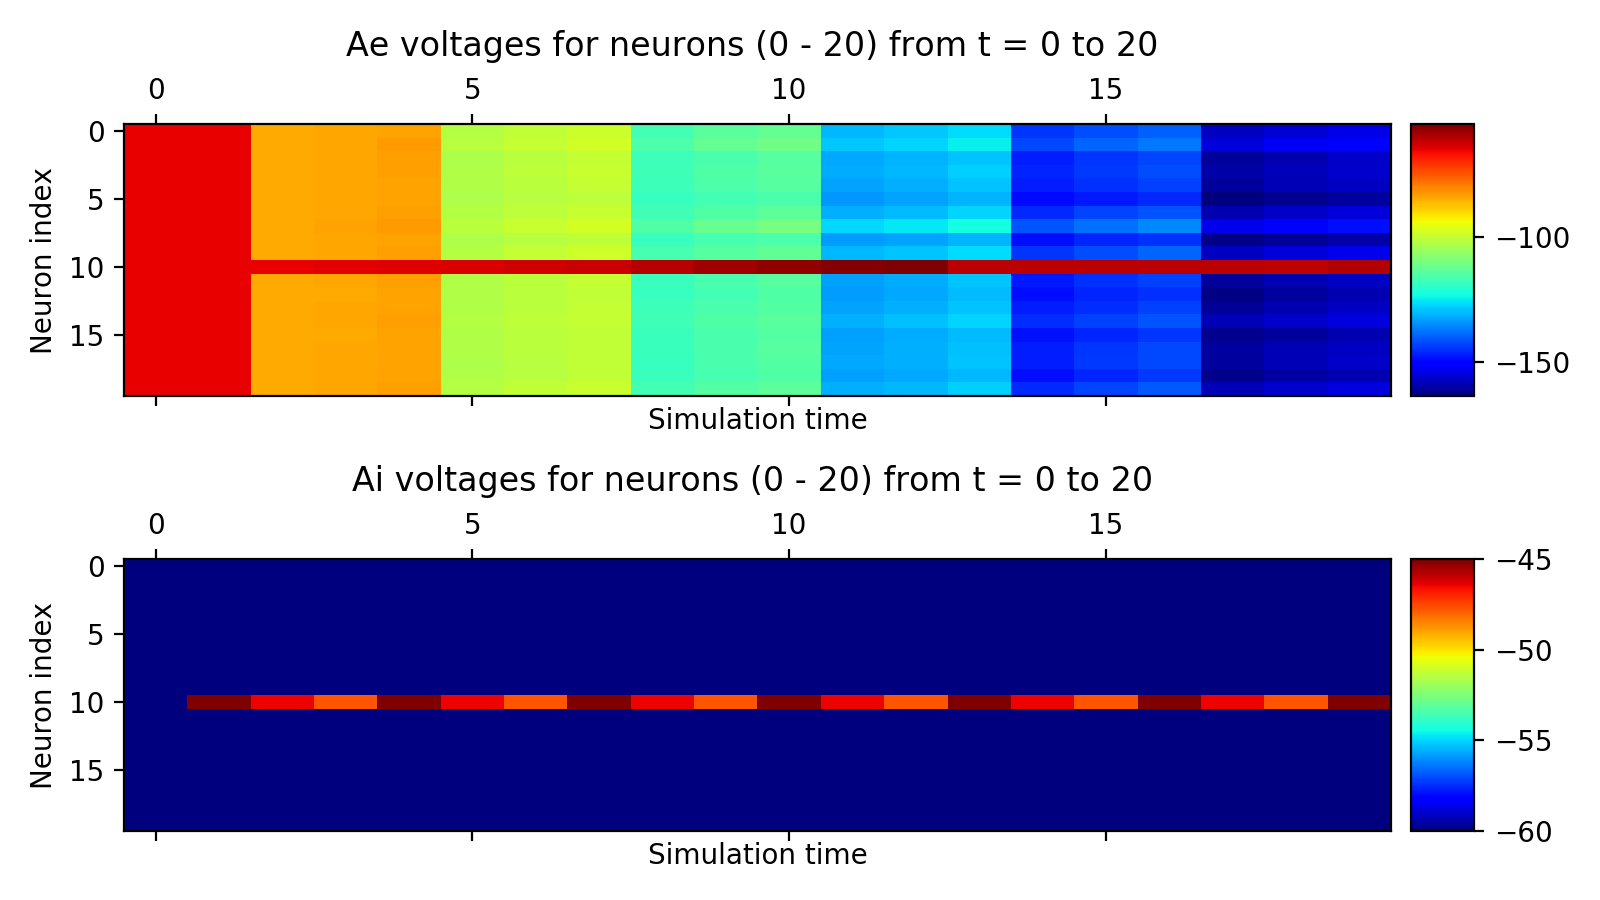 Ae voltages for neurons (0 - 20) from t = 0 to 20
0 5 10 15
0
5
10
15
Neuron index
Simulation time
−100
−150
Ai voltages for neurons (0 - 20) from t = 0 to 20
0 5 10 15
0
5
10
15
Neuron index
Simulation time
−45
−50
−55
−60